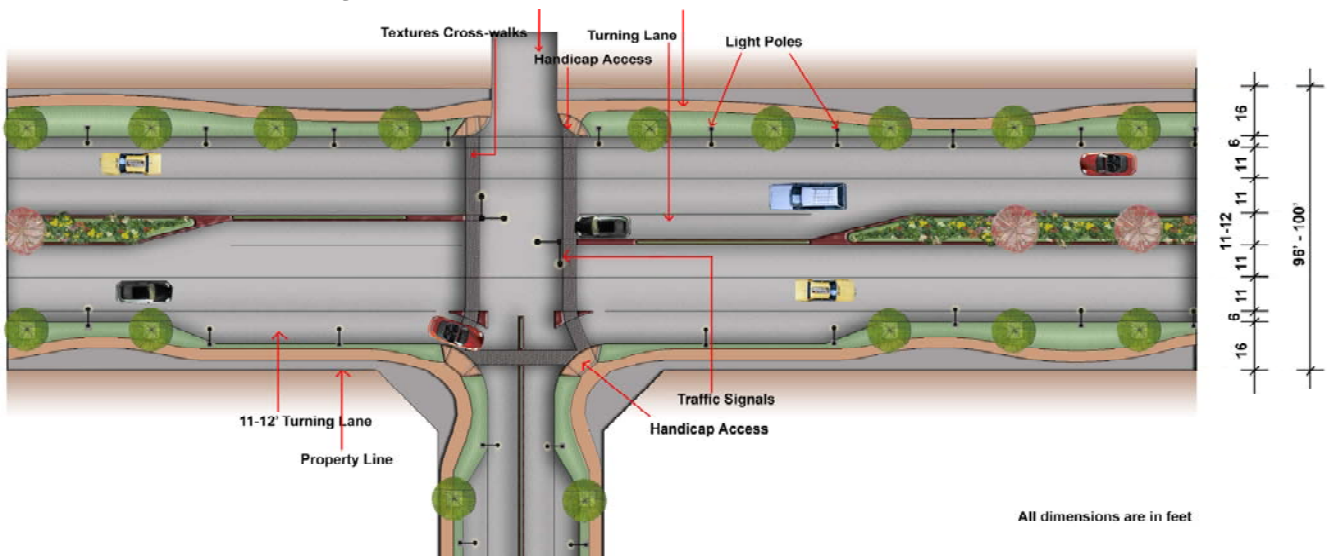 Textures Cross-walks
Turning Lane
Light Poles
Handicap Access
16
6
11
11
11-12
11
11
6
16
96' - 100'
11-12' Turning Lane
Property Line
Traffic Signals
Handicap Access
All dimensions are in feet